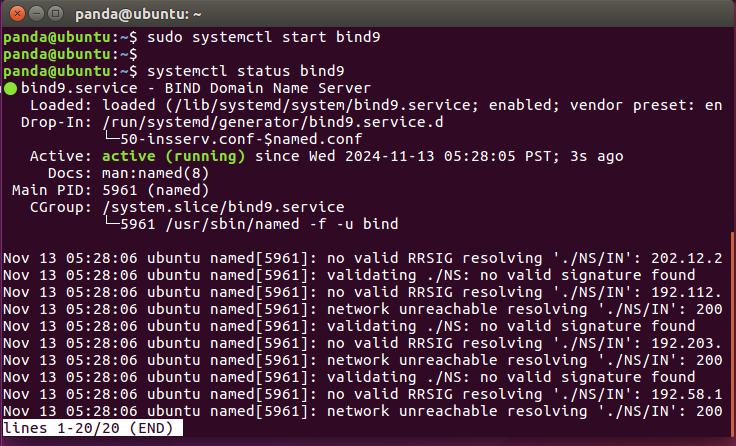 panda@ubuntu: ~
panda@ubuntu:~$ sudo systemctl start bind9
panda@ubuntu:~$
panda@ubuntu:~$ systemctl status bind9
● bind9.service - BIND Domain Name Server
   Loaded: loaded (/lib/systemd/system/bind9.service; enabled; vendor preset: en
  Drop-In: /run/systemd/generator/bind9.service.d
           └─50-insserv.conf-$named.conf
   Active: active (running) since Wed 2024-11-13 05:28:05 PST; 3s ago
     Docs: man:named(8)
 Main PID: 5961 (named)
   CGroup: /system.slice/bind9.service
           └─5961 /usr/sbin/named -f -u bind

Nov 13 05:28:06 ubuntu named[5961]: no valid RRSIG resolving './NS/IN': 202.12.2
Nov 13 05:28:06 ubuntu named[5961]: validating ./NS: no valid signature found
Nov 13 05:28:06 ubuntu named[5961]: no valid RRSIG resolving './NS/IN': 192.112.
Nov 13 05:28:06 ubuntu named[5961]: network unreachable resolving './NS/IN': 200
Nov 13 05:28:06 ubuntu named[5961]: validating ./NS: no valid signature found
Nov 13 05:28:06 ubuntu named[5961]: no valid RRSIG resolving './NS/IN': 192.203.
Nov 13 05:28:06 ubuntu named[5961]: network unreachable resolving './NS/IN': 200
Nov 13 05:28:06 ubuntu named[5961]: validating ./NS: no valid signature found
Nov 13 05:28:06 ubuntu named[5961]: no valid RRSIG resolving './NS/IN': 192.58.1
Nov 13 05:28:06 ubuntu named[5961]: network unreachable resolving './NS/IN': 200
lines 1-20/20 (END)